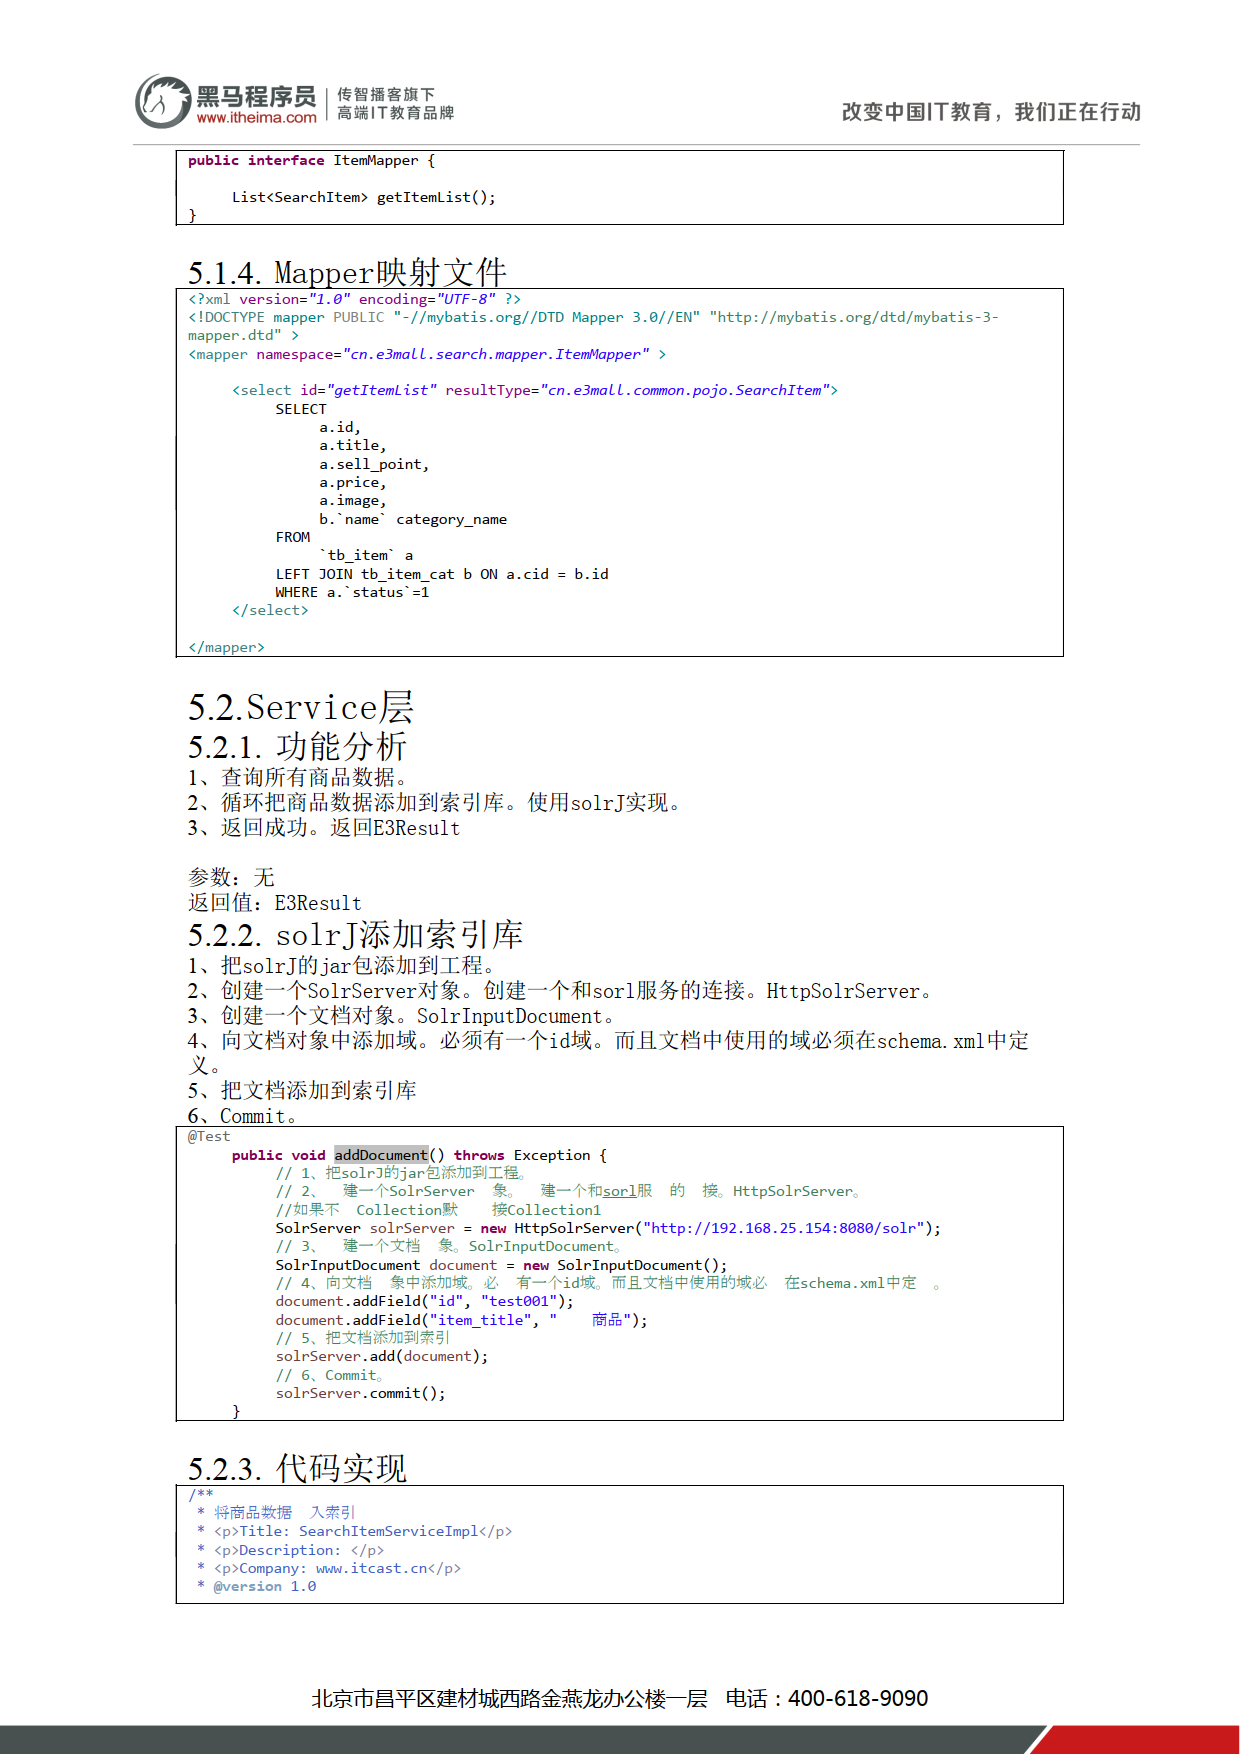 黑马程序员
www.itheima.com
传智播客旗下
高端IT教育品牌
改变中国IT教育，我们正在行动
public interface ItemMapper {
List<SearchItem> getItemList();
}
5.1.4. Mapper映射文件
<?xml version="1.0" encoding="UTF-8" ?>
<!DOCTYPE mapper PUBLIC "-//mybatis.org//DTD Mapper 3.0//EN" "http://mybatis.org/dtd/mybatis-3-
mapper.dtd" >
<mapper namespace="cn.e3mall.search.mapper.ItemMapper" >
<select id="getItemList" resultType="cn.e3mall.common.pojo.SearchItem">
SELECT
a.id,
a.title,
a.sell_point,
a.price,
a.image,
b.`name` category_name
FROM
`tb_item` a
LEFT JOIN tb_item_cat b ON a.cid = b.id
WHERE a.`status`=1
</select>
</mapper>
5.2.Service层
5.2.1. 功能分析
1、查询所有商品数据。
2、循环把商品数据添加到索引库。使用solrJ实现。
3、返回成功。返回E3Result
参数：无
返回值：E3Result
5.2.2. solrJ添加索引库
1、把solrJ的jar包添加到工程。
2、创建一个SolrServer对象。创建一个和sorl服务的连接。HttpSolrServer。
3、创建一个文档对象。SolrInputDocument。
4、向文档对象中添加域。必须有一个id域。而且文档中使用的域必须在schema.xml中定
义。
5、把文档添加到索引库
6、Commit。
@Test
public void addDocument() throws Exception {
// 1、把solrJ的jar包添加到工程。
// 2、 建一个SolrServer 象。 建一个和sorl服 的 接。HttpSolrServer。
//如果不 Collection默 接Collection1
SolrServer solrServer = new HttpSolrServer("http://192.168.25.154:8080/solr");
// 3、 建一个文档 象。SolrInputDocument。
SolrInputDocument document = new SolrInputDocument();
// 4、向文档 象中添加域。必 有一个id域。而且文档中使用的域必 在schema.xml中定 。
document.addField("id", "test001");
document.addField("item_title", " 商品");
// 5、把文档添加到索引
solrServer.add(document);
// 6、Commit。
solrServer.commit();
}
5.2.3. 代码实现
/**
* 将商品数据 入索引
* <p>Title: SearchItemServiceImpl</p>
* <p>Description: </p>
* <p>Company: www.itcast.cn</p>
* @version 1.0
北京市昌平区建材城西路金燕龙办公楼一层 电话：400-618-9090